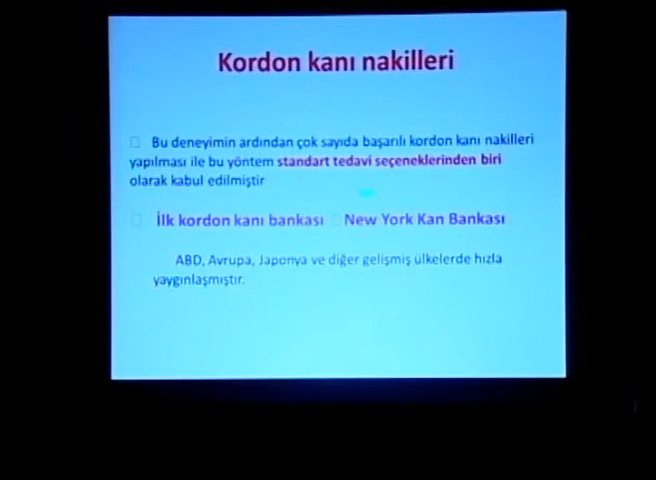 Kordon kanı nakilleri
Bu deneyimin ardından çok sayıda başarılı kordon kanı nakilleri
yapılması ile bu yöntem standart tedavi seçeneklerinden biri
olarak kabul edilmiştir
İlk kordon kanı bankası New York Kan Bankası
ABD, Avrupa, Japonya ve diğer gelişmiş ülkelerde hızla
yaygınlaşmıştır.